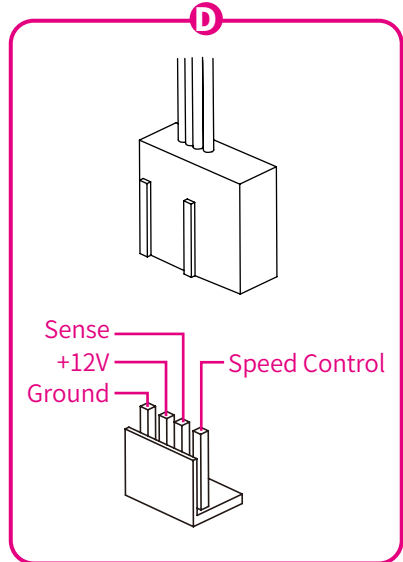 D
Sense
+12V
Speed Control
Ground